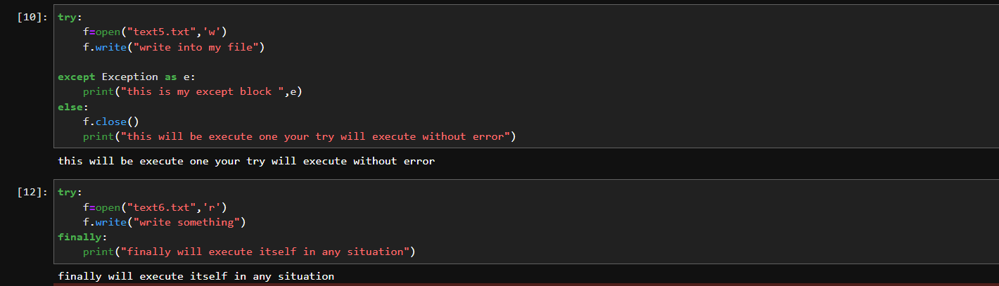 [10]: try:
    f=open("text5.txt",'w')
    f.write("write into my file")
except Exception as e:
    print("this is my except block ",e)
else:
    f.close()
    print("this will be execute one your try will execute without error")
this will be execute one your try will execute without error
[12]: try:
    f=open("text6.txt",'r')
    f.write("write something")
finally:
    print("finally will execute itself in any situation")
finally will execute itself in any situation